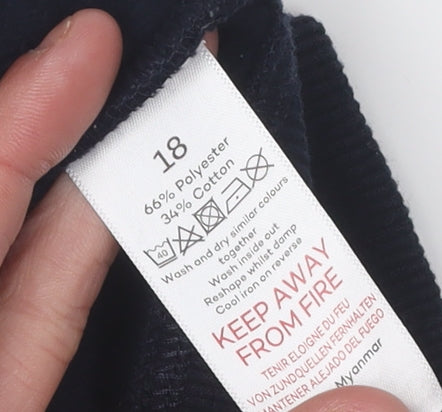 18
66% Polyester
34% Cotton
40
Wash and dry similar colours
together
Wash inside out
Reshape whilst damp
Cool iron on reverse
KEEP AWAY
FROM FIRE
TENIR ELOIGNE DU FEU
VON ZUNDQUELLEN FERNHALTEN
MANTENER ALEJADO DEL FUEGO
Myanmar